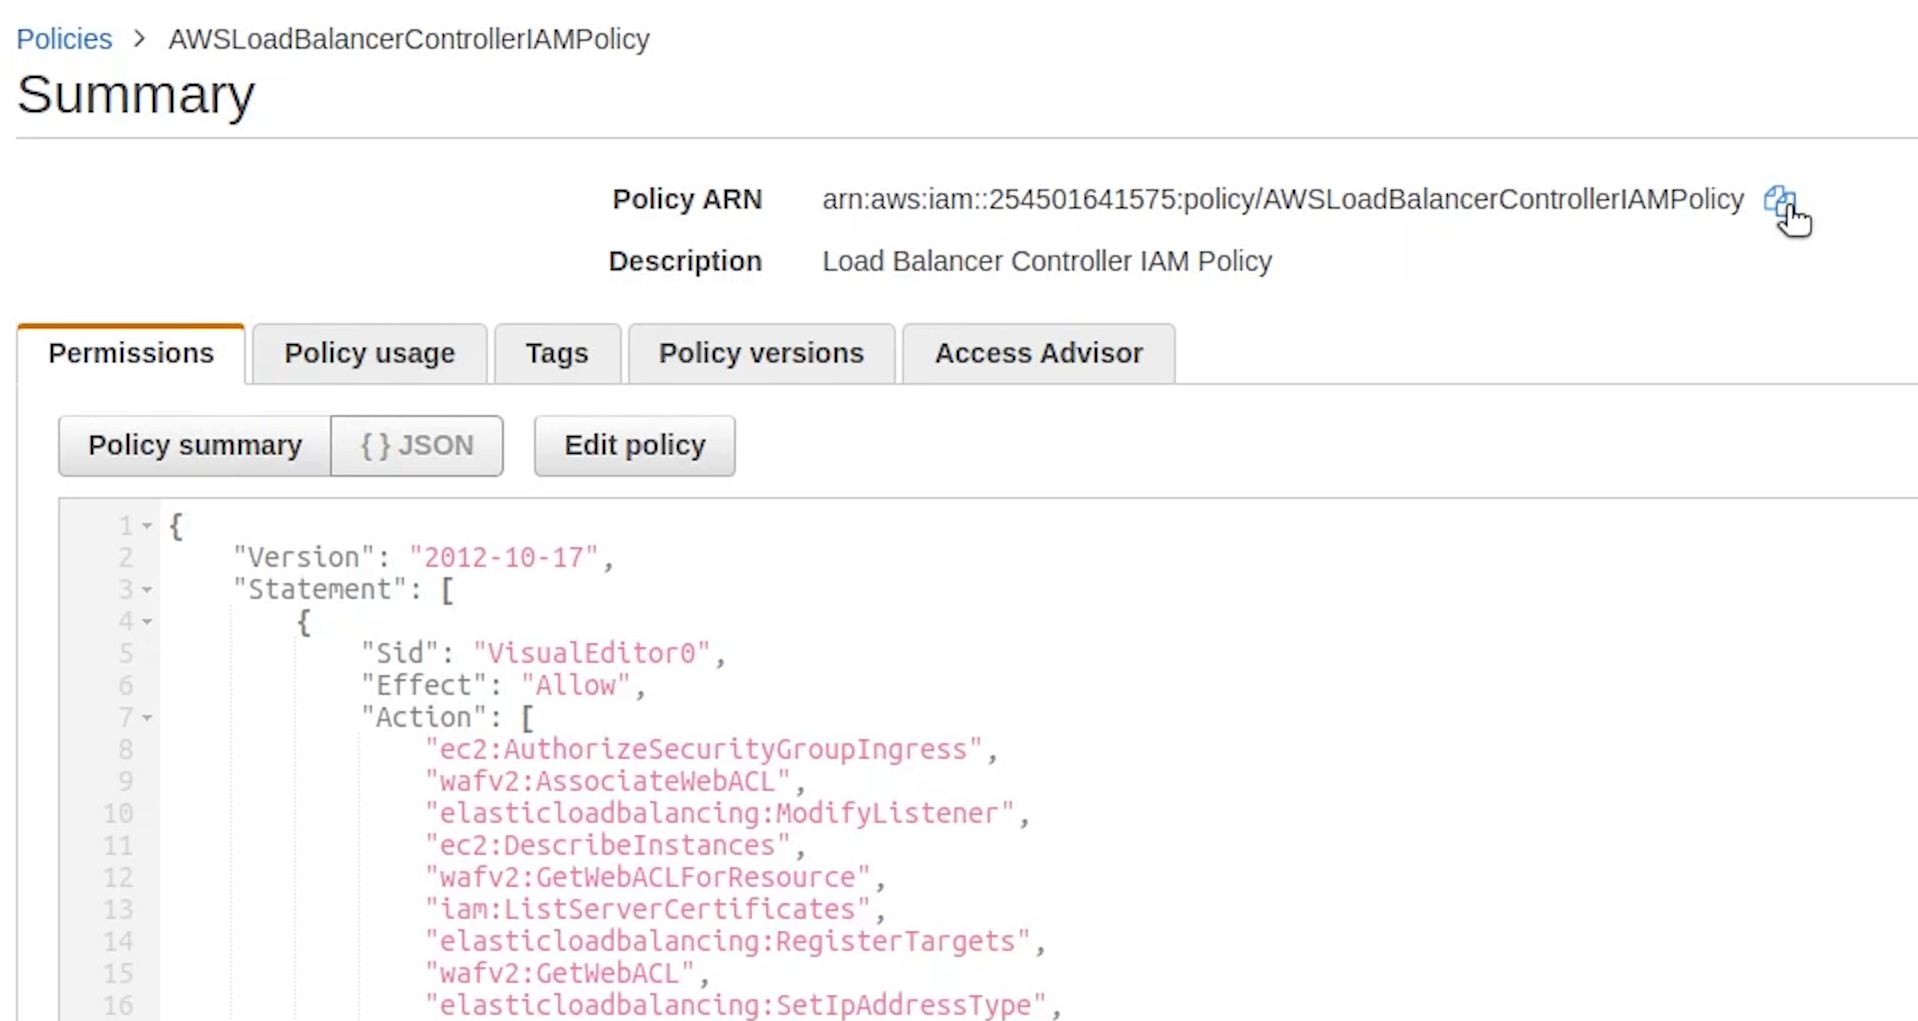 Policies > AWSLoadBalancerControllerIAMPolicy
Summary
Policy ARN arn:aws:iam::254501641575:policy/AWSLoadBalancerControllerIAMPolicy
Description Load Balancer Controller IAM Policy
Permissions Policy usage Tags Policy versions Access Advisor
Policy summary { } JSON Edit policy
1 {
2 "Version": "2012-10-17",
3 "Statement": [
4 {
5 "Sid": "VisualEditor0",
6 "Effect": "Allow",
7 "Action": [
8 "ec2:AuthorizeSecurityGroupIngress",
9 "wafv2:AssociateWebACL",
10 "elasticloadbalancing:ModifyListener",
11 "ec2:DescribeInstances",
12 "wafv2:GetWebACLForResource",
13 "iam:ListServerCertificates",
14 "elasticloadbalancing:RegisterTargets",
15 "wafv2:GetWebACL",
16 "elasticloadbalancing:SetIpAddressType",